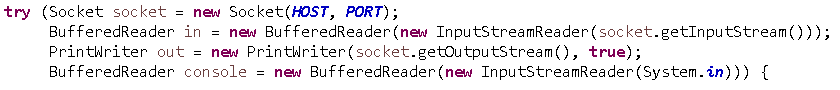 try (Socket socket = new Socket(HOST, PORT);
BufferedReader in = new BufferedReader(new InputStreamReader(socket.getInputStream()));
PrintWriter out = new PrintWriter(socket.getOutputStream(), true);
BufferedReader console = new BufferedReader(new InputStreamReader(System.in))) {